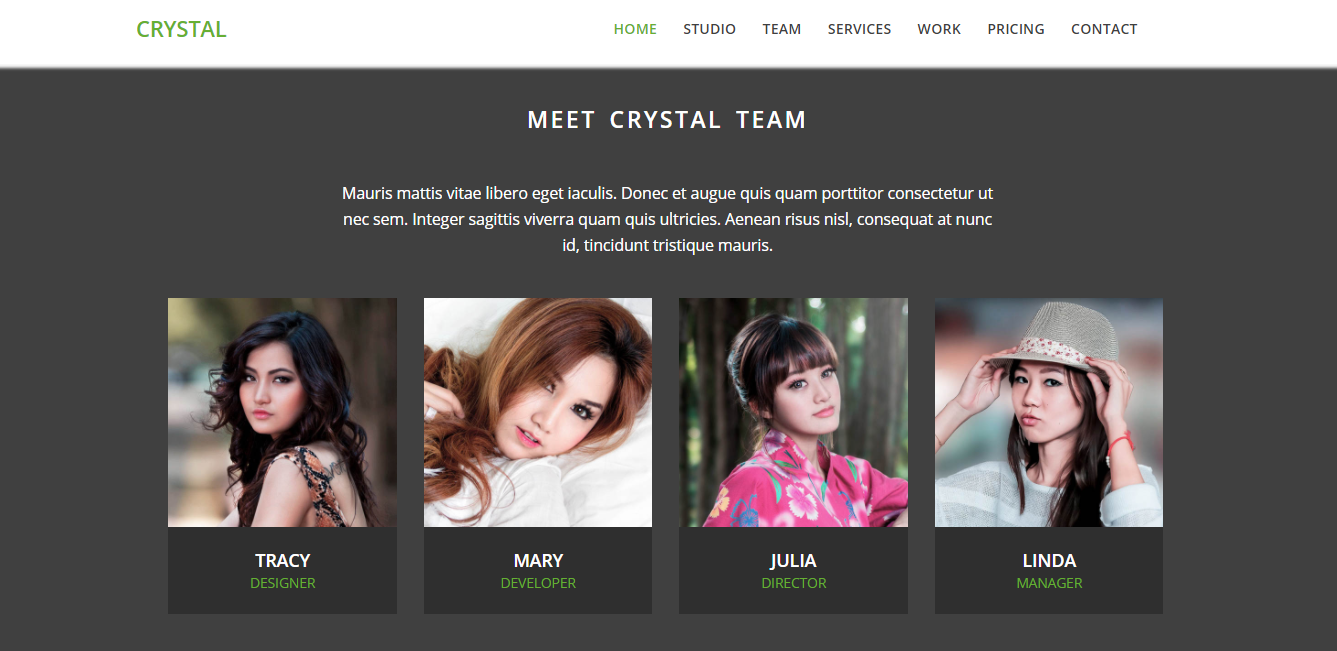 CRYSTAL
HOME STUDIO TEAM SERVICES WORK PRICING CONTACT
MEET CRYSTAL TEAM
Mauris mattis vitae libero eget iaculis. Donec et augue quis quam porttitor consectetur ut
nec sem. Integer sagittis viverra quam quis ultricies. Aenean risus nisl, consequat at nunc
id, tincidunt tristique mauris.
TRACY
DESIGNER
MARY
DEVELOPER
JULIA
DIRECTOR
LINDA
MANAGER